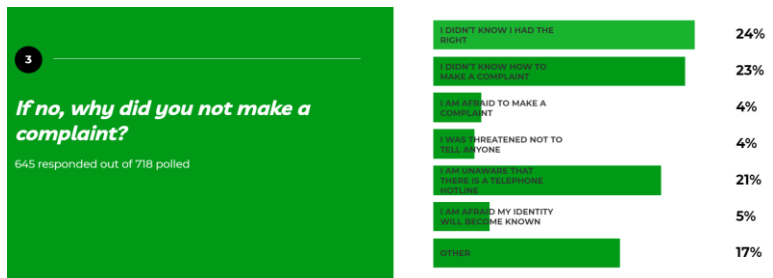 3
If no, why did you not make a
complaint?
645 responded out of 718 polled
I DIDN'T KNOW I HAD THE
RIGHT
24%
I DIDN'T KNOW HOW TO
MAKE A COMPLAINT
23%
I AM AFRAID TO MAKE A
COMPLAINT
4%
I WAS THREATENED NOT TO
TELL ANYONE
4%
I AM UNAWARE THAT
THERE IS A TELEPHONE
HOTLINE
21%
I AM AFRAID MY IDENTITY
WILL BECOME KNOWN
5%
OTHER
17%